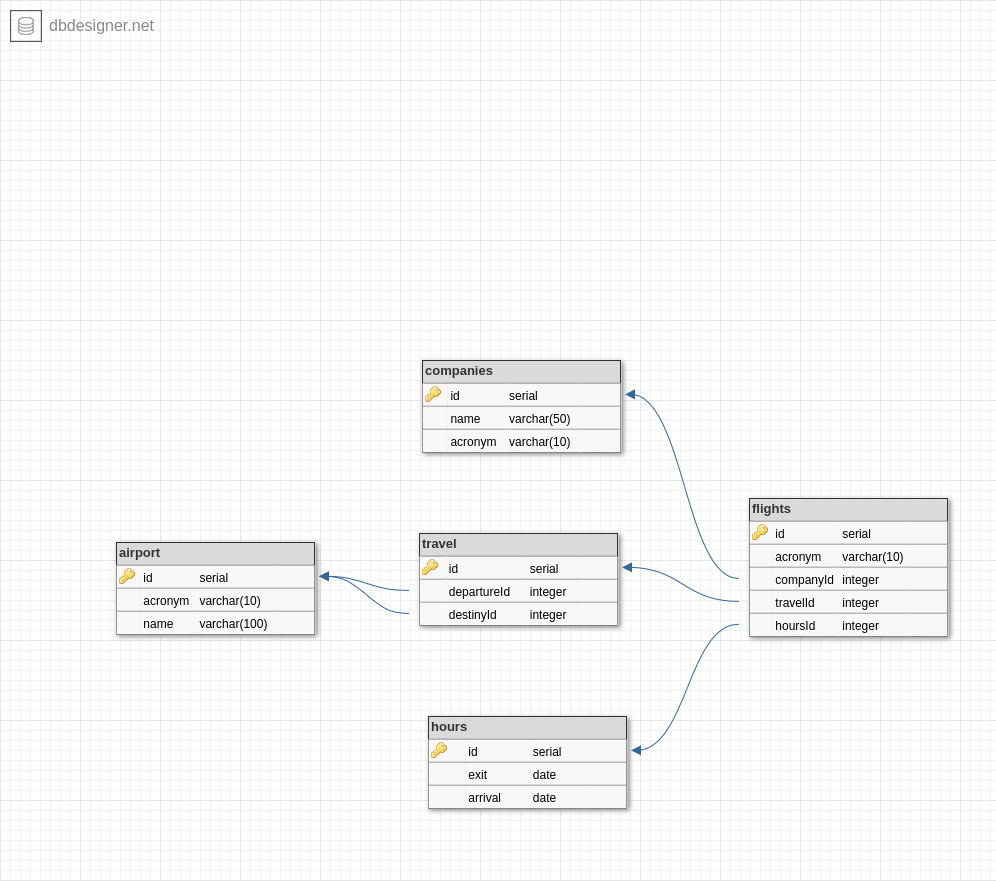 dbdesigner.net
companies
id serial
name varchar(50)
acronym varchar(10)
flights
id serial
acronym varchar(10)
companyId integer
travelId integer
hoursId integer
travel
id serial
departureId integer
destinyId integer
airport
id serial
acronym varchar(10)
name varchar(100)
hours
id serial
exit date
arrival date